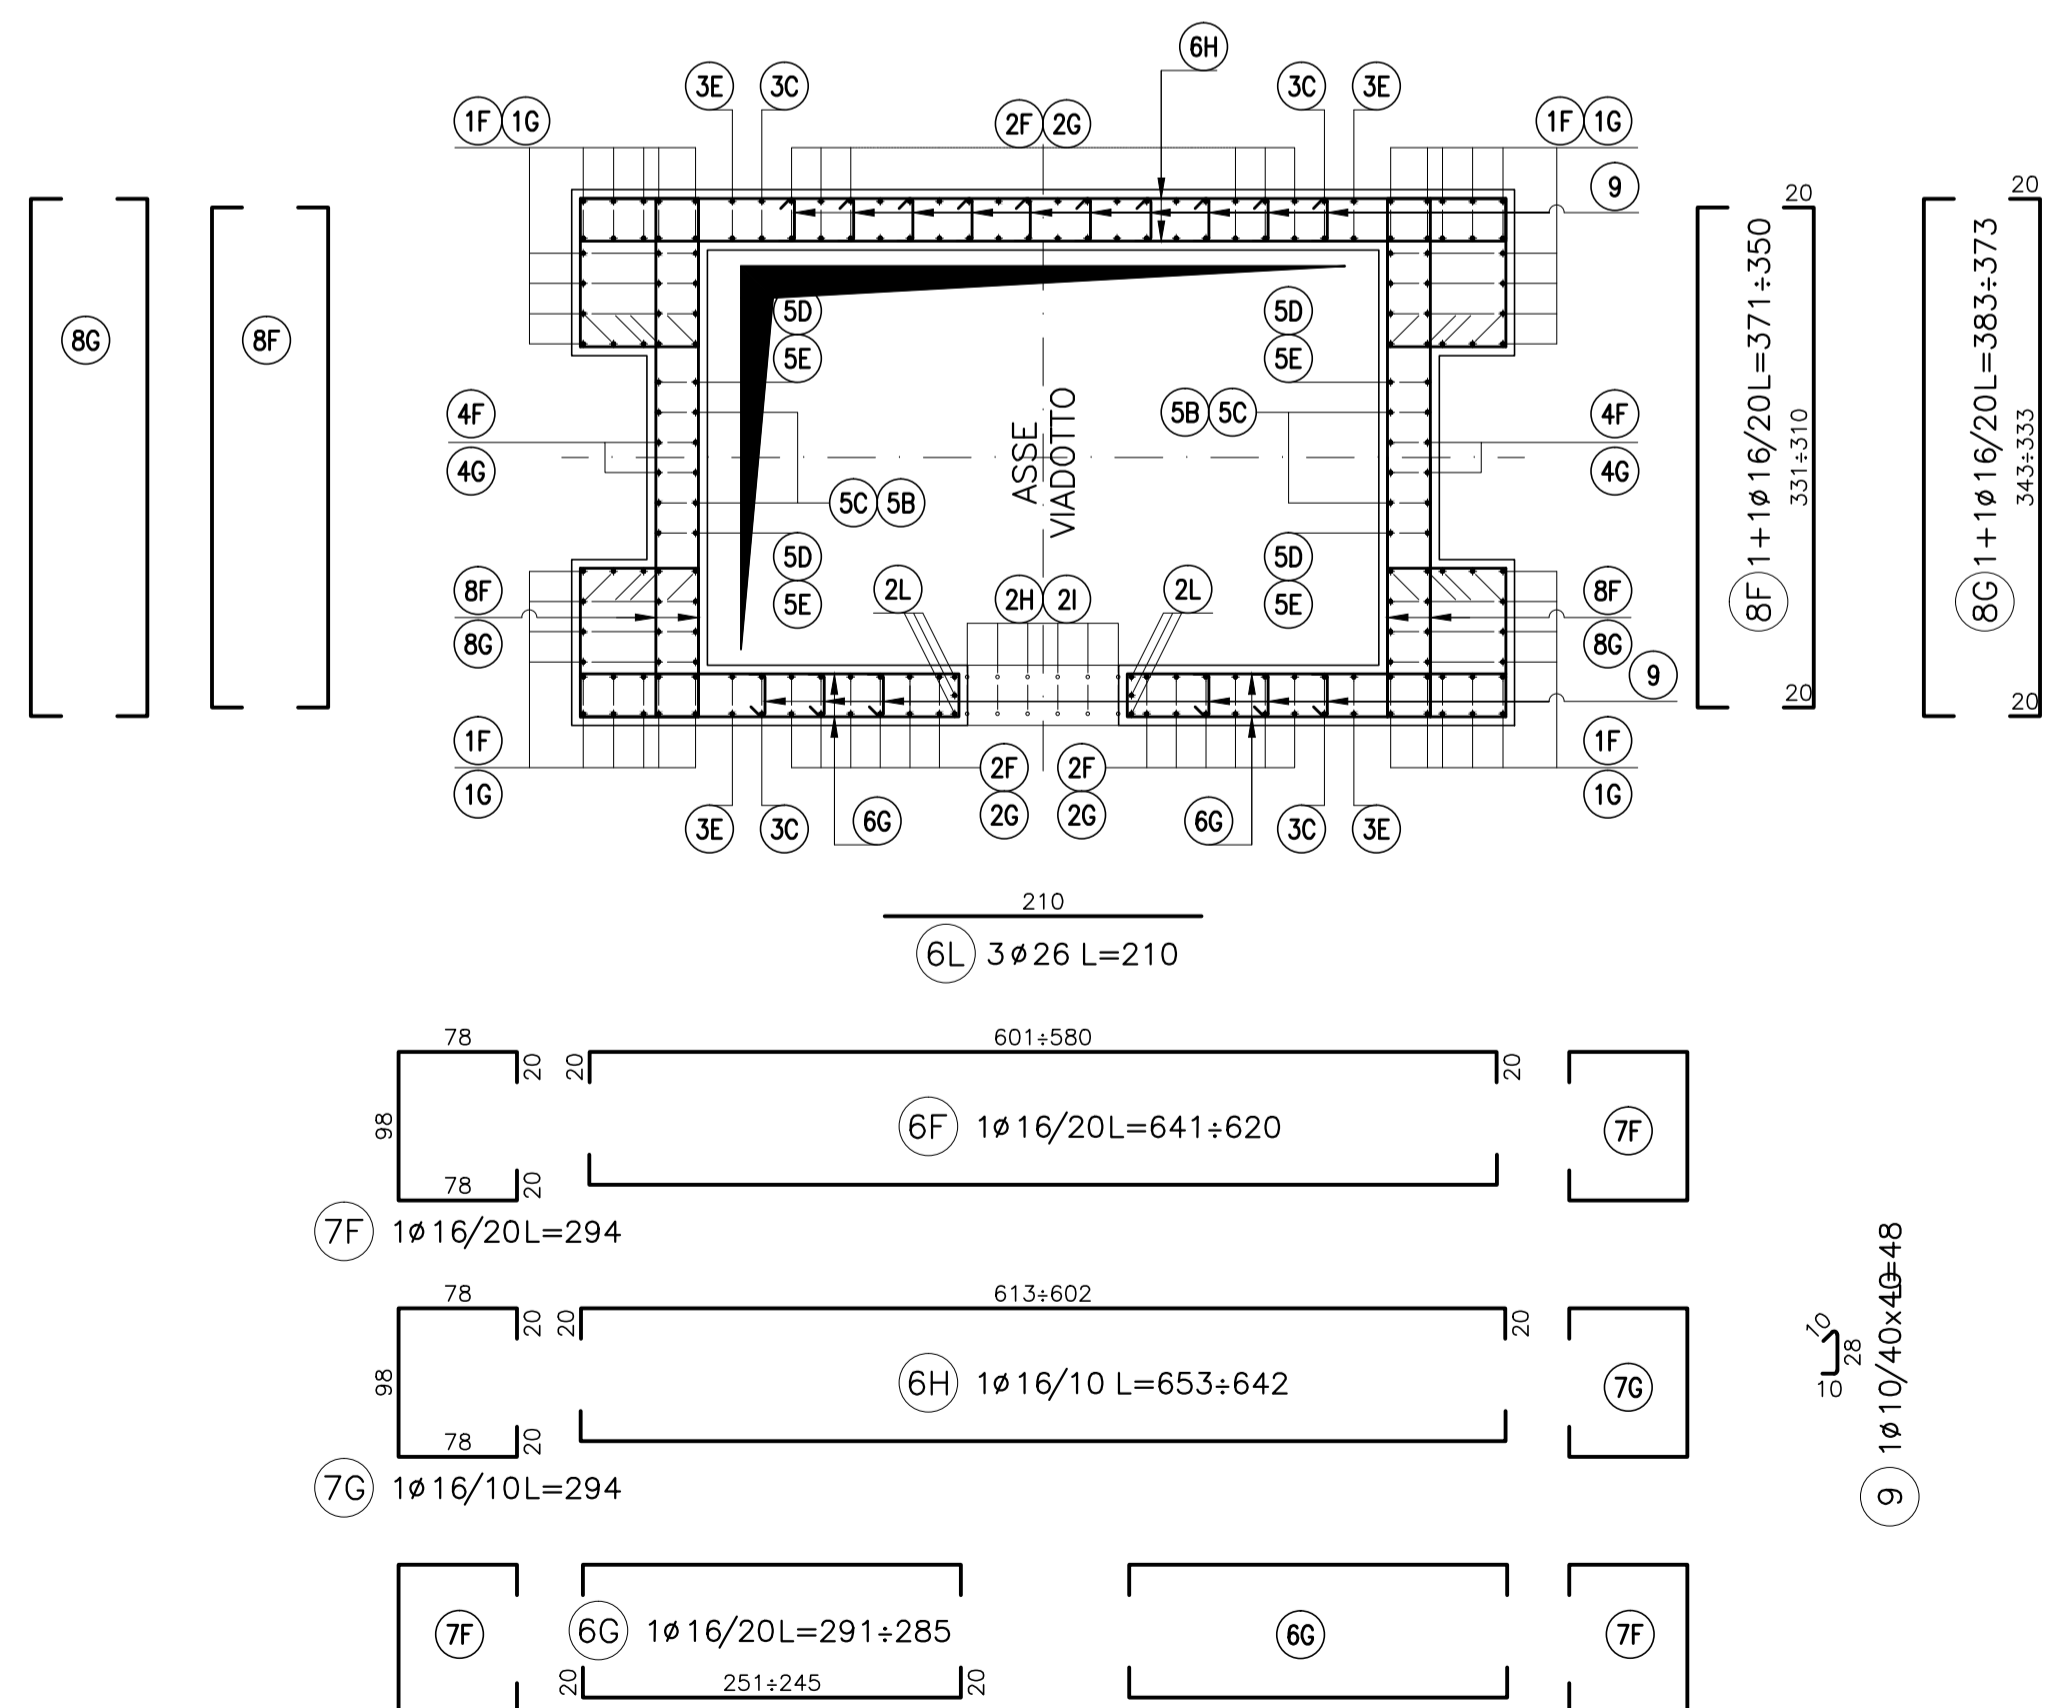 6H
3E 3C 3C 3E
1F 1G 2F 2G 1F 1G
9
20 20
8G 8F 5D 5D
5E 5E
8F 1+1ø16/20L=371÷350
331÷310
8G 1+1ø16/20L=383÷373
343÷333
4F 5B 5C 4F
4G 4G
ASSE
VIADOTTO
5C 5B
5D 5D
8F 2L 2H 2I 2L 8F
5E 5E
8G 8G
9
20 20
1F 2F 2F 1F
1G 2G 2G 1G
3E 3C 6G 6G 3C 3E
210
6L 3ø26 L=210
78 601÷580
20 20 20
98 6F 1ø16/20L=641÷620 7F
78 20
7F 1ø16/20L=294
78 613÷602
20 20 20
98 6H 1ø16/10 L=653÷642 7G
78 20
7G 1ø16/10L=294
10
28
10
9 1ø10/40x40 L=48
7F 6G 1ø16/20L=291÷285 6G 7F
20 251÷245 20